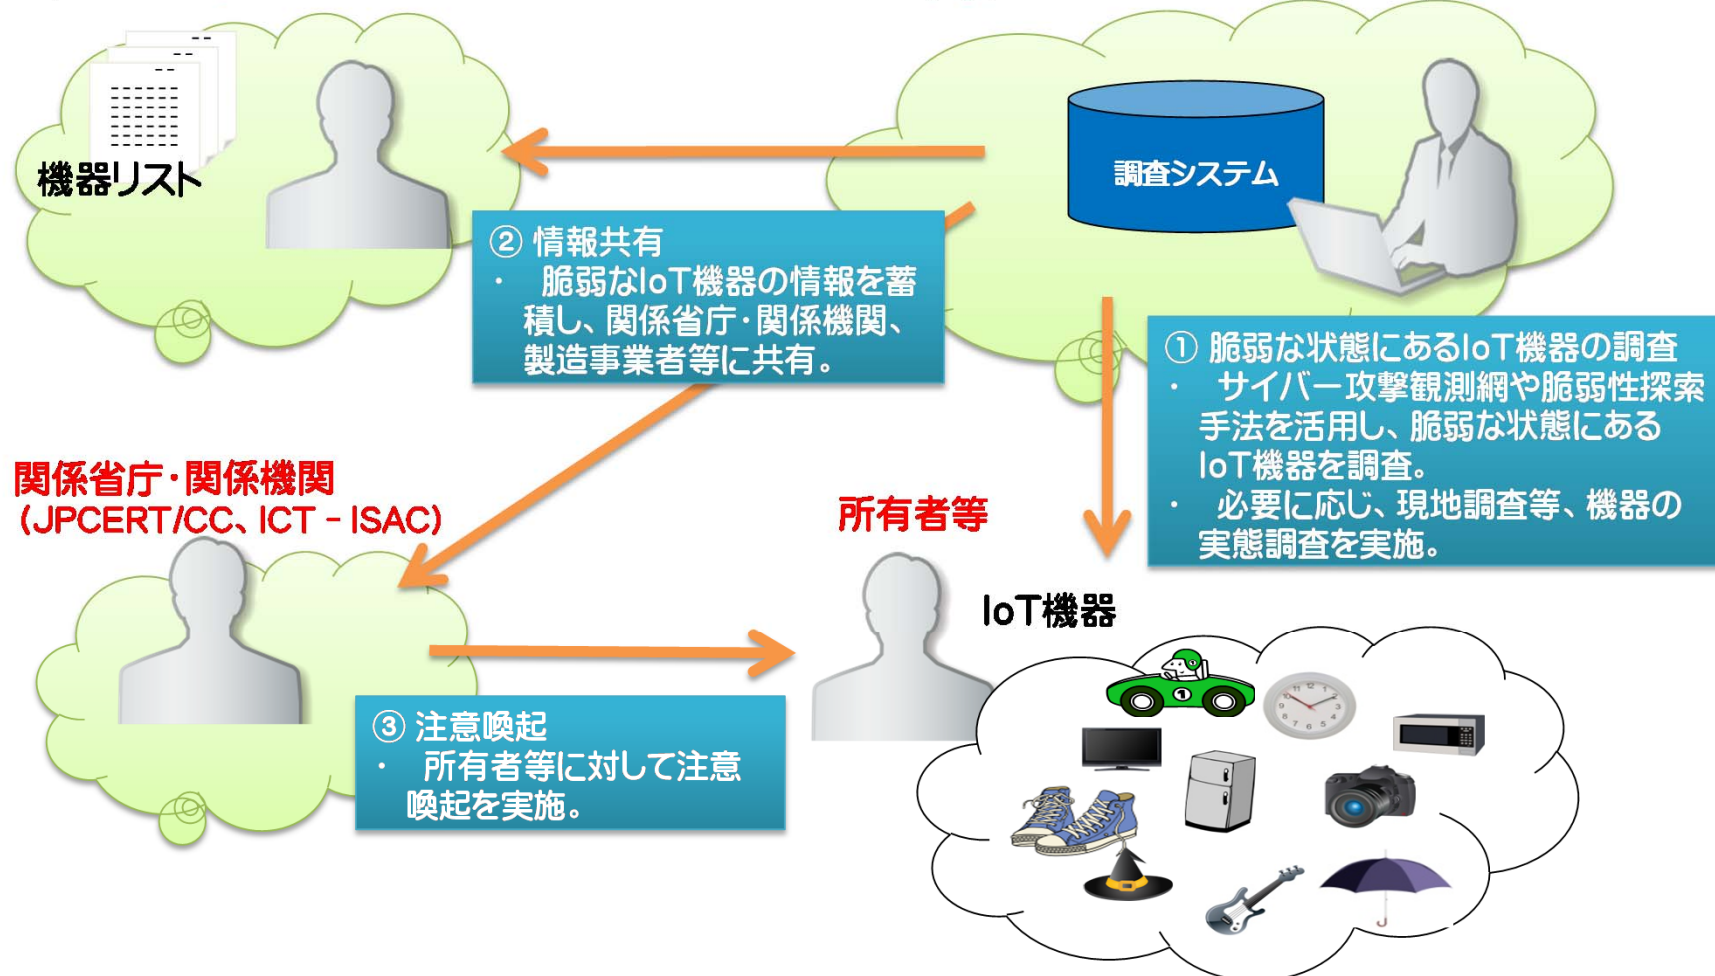 機器リスト
調査システム
② 情報共有
・ 脆弱なIoT機器の情報を蓄
積し、関係省庁・関係機関、
製造事業者等に共有。
① 脆弱な状態にあるIoT機器の調査
・ サイバー攻撃観測網や脆弱性探索
手法を活用し、脆弱な状態にある
IoT機器を調査。
・ 必要に応じ、現地調査等、機器の
実態調査を実施。
関係省庁・関係機関
（JPCERT/CC、ICT‐ISAC）
所有者等
IoT機器
③ 注意喚起
・ 所有者等に対して注意
喚起を実施。